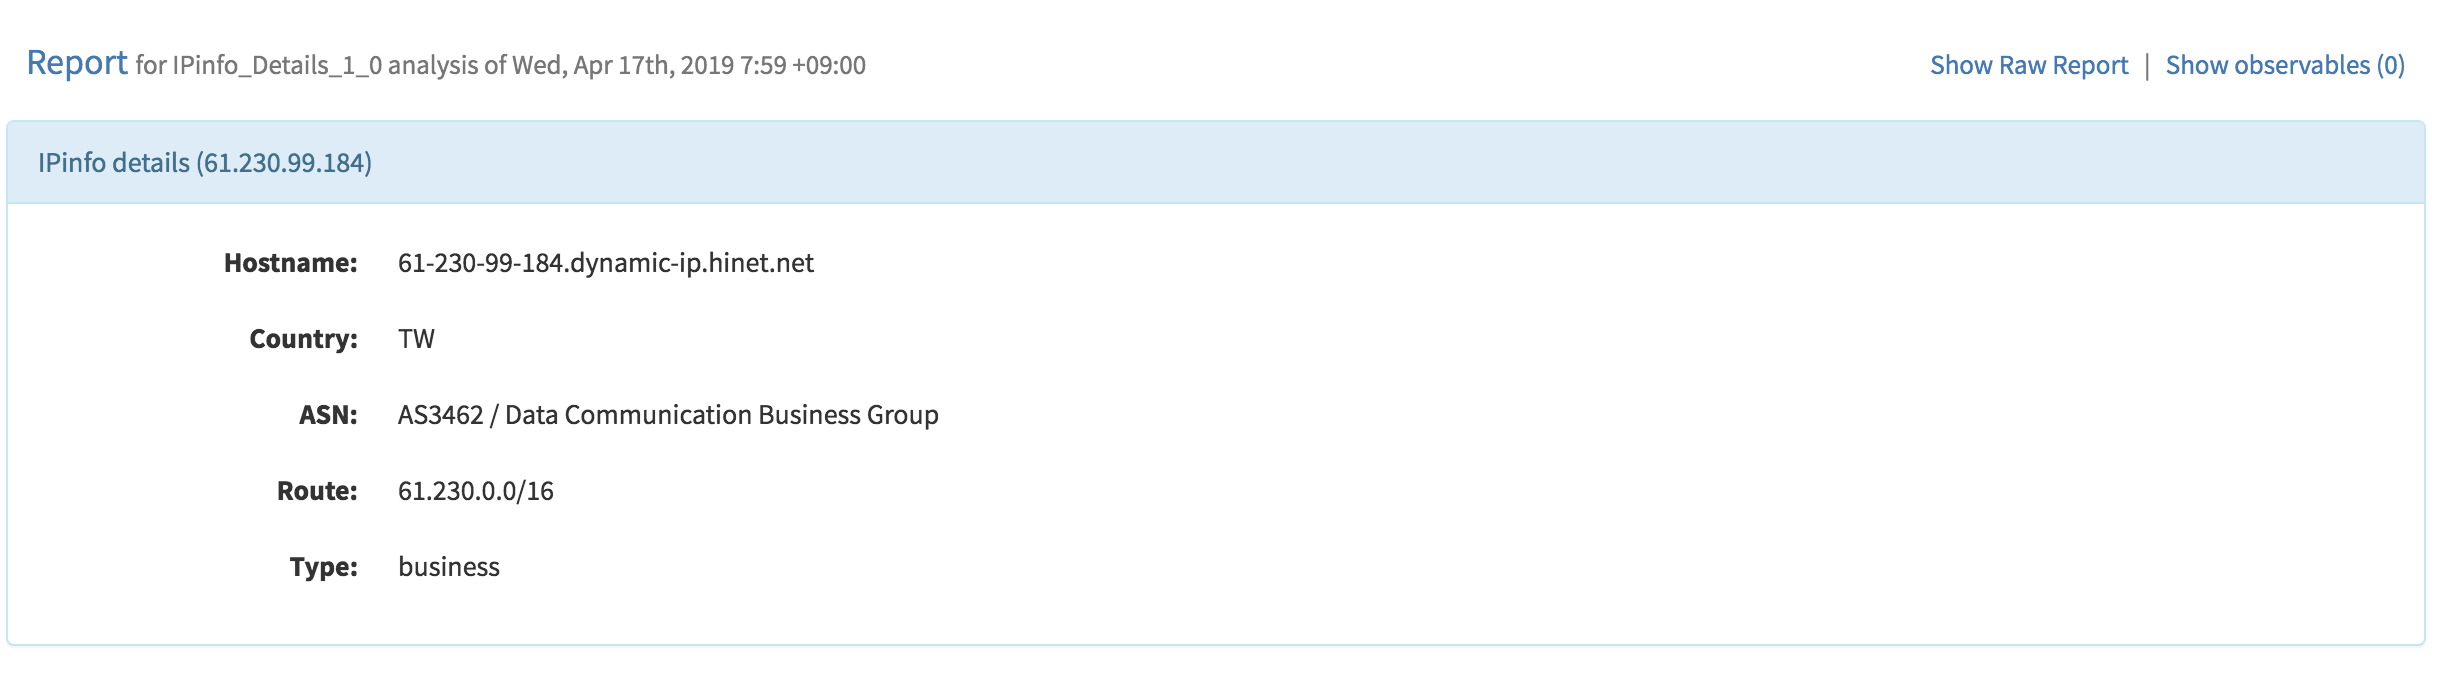 Report for IPinfo_Details_1_0 analysis of Wed, Apr 17th, 2019 7:59 +09:00 Show Raw Report | Show observables (0)
IPinfo details (61.230.99.184)
Hostname: 61-230-99-184.dynamic-ip.hinet.net
Country: TW
ASN: AS3462 / Data Communication Business Group
Route: 61.230.0.0/16
Type: business